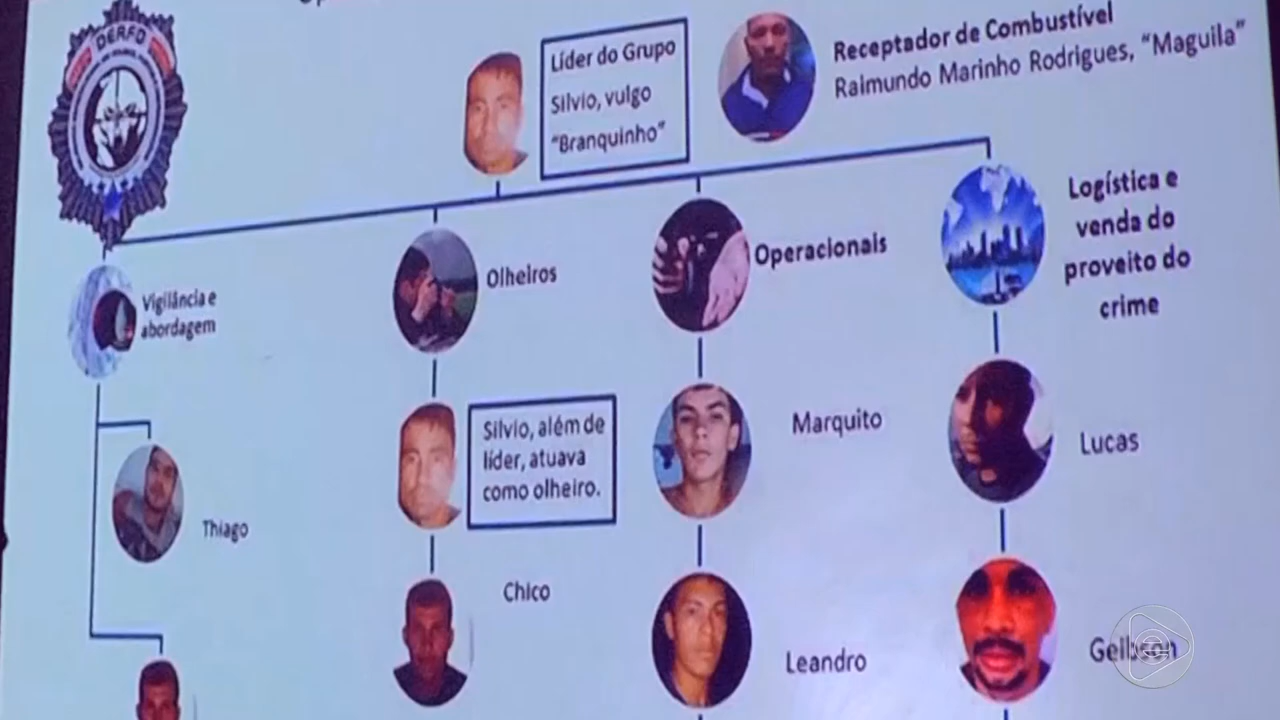 DERFD
Líder do Grupo
Silvio, vulgo
"Branquinho"
Receptador de Combustível
Raimundo Marinho Rodrigues, "Maguila"
Vigilância e
abordagem
Olheiros
Operacionais
Logística e
venda do
proveito do
crime
Thiago
Silvio, além de
líder, atuava
como olheiro.
Chico
Marquito
Leandro
Lucas
Geibson